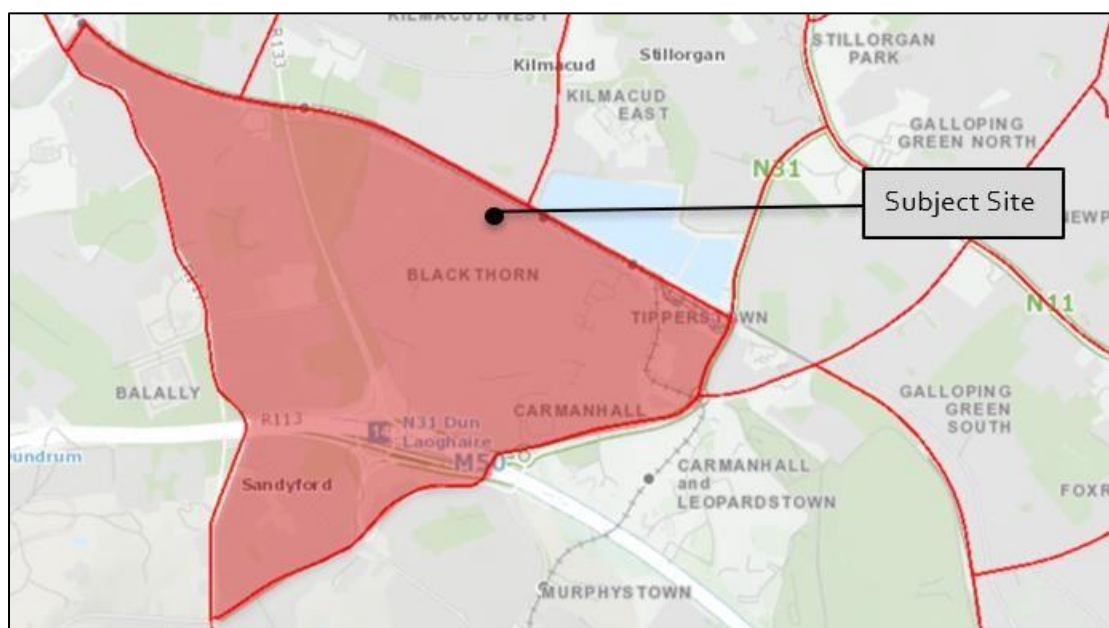 KILMACUD WEST
R133
Kilmacud
Stillorgan
STILLORGAN
PARK
KILMACUD
EAST
GALLOPING
GREEN NORTH
N31
Subject Site
BLACKTHORN
N11
TIPPERSTOWN
BALALLY
R113
14
N31 Dun
Laoghaire
CARMANHALL
GALLOPING
GREEN
SOUTH
M50
Sandyford
CARMANHALL
and
LEOPARDSTOWN
MURPHYSTOWN